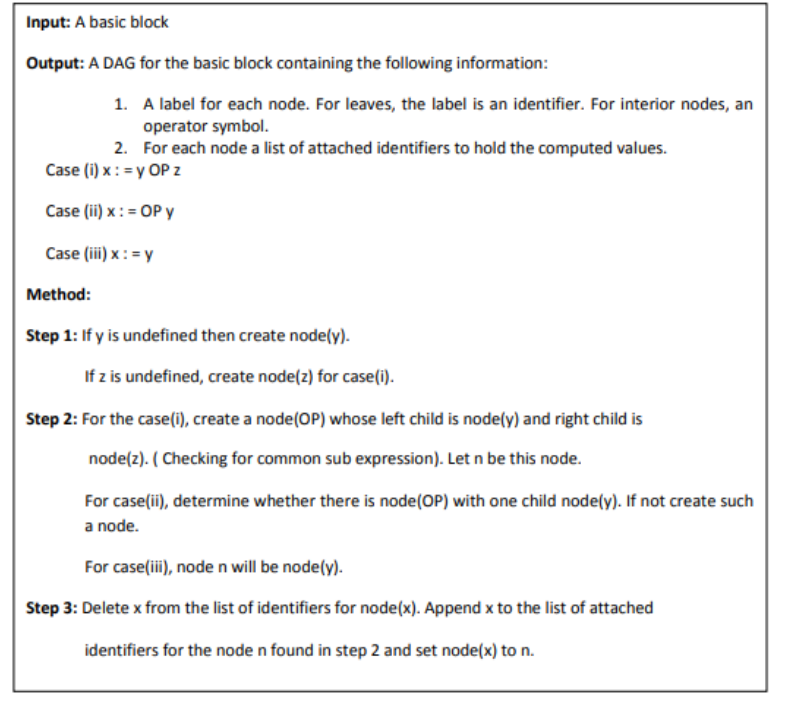 Input: A basic block
Output: A DAG for the basic block containing the following information:
1. A label for each node. For leaves, the label is an identifier. For interior nodes, an
operator symbol.
2. For each node a list of attached identifiers to hold the computed values.
Case (i) x : = y OP z
Case (ii) x : = OP y
Case (iii) x : = y
Method:
Step 1: If y is undefined then create node(y).
If z is undefined, create node(z) for case(i).
Step 2: For the case(i), create a node(OP) whose left child is node(y) and right child is
node(z). ( Checking for common sub expression). Let n be this node.
For case(ii), determine whether there is node(OP) with one child node(y). If not create such
a node.
For case(iii), node n will be node(y).
Step 3: Delete x from the list of identifiers for node(x). Append x to the list of attached
identifiers for the node n found in step 2 and set node(x) to n.